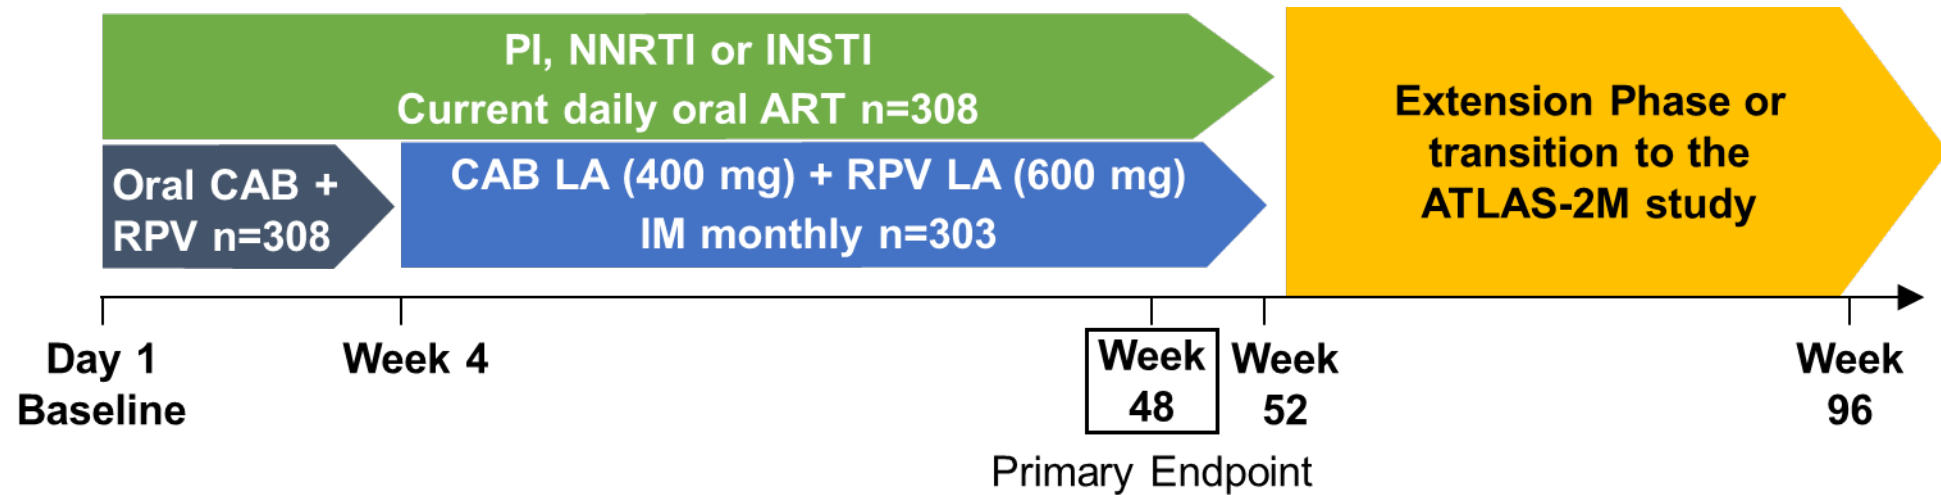 PI, NNRTI or INSTI
Current daily oral ART n=308
Oral CAB +
RPV n=308
CAB LA (400 mg) + RPV LA (600 mg)
IM monthly n=303
Extension Phase or
transition to the
ATLAS-2M study
Day 1
Baseline
Week 4
Week
48
Week
52
Week
96
Primary Endpoint